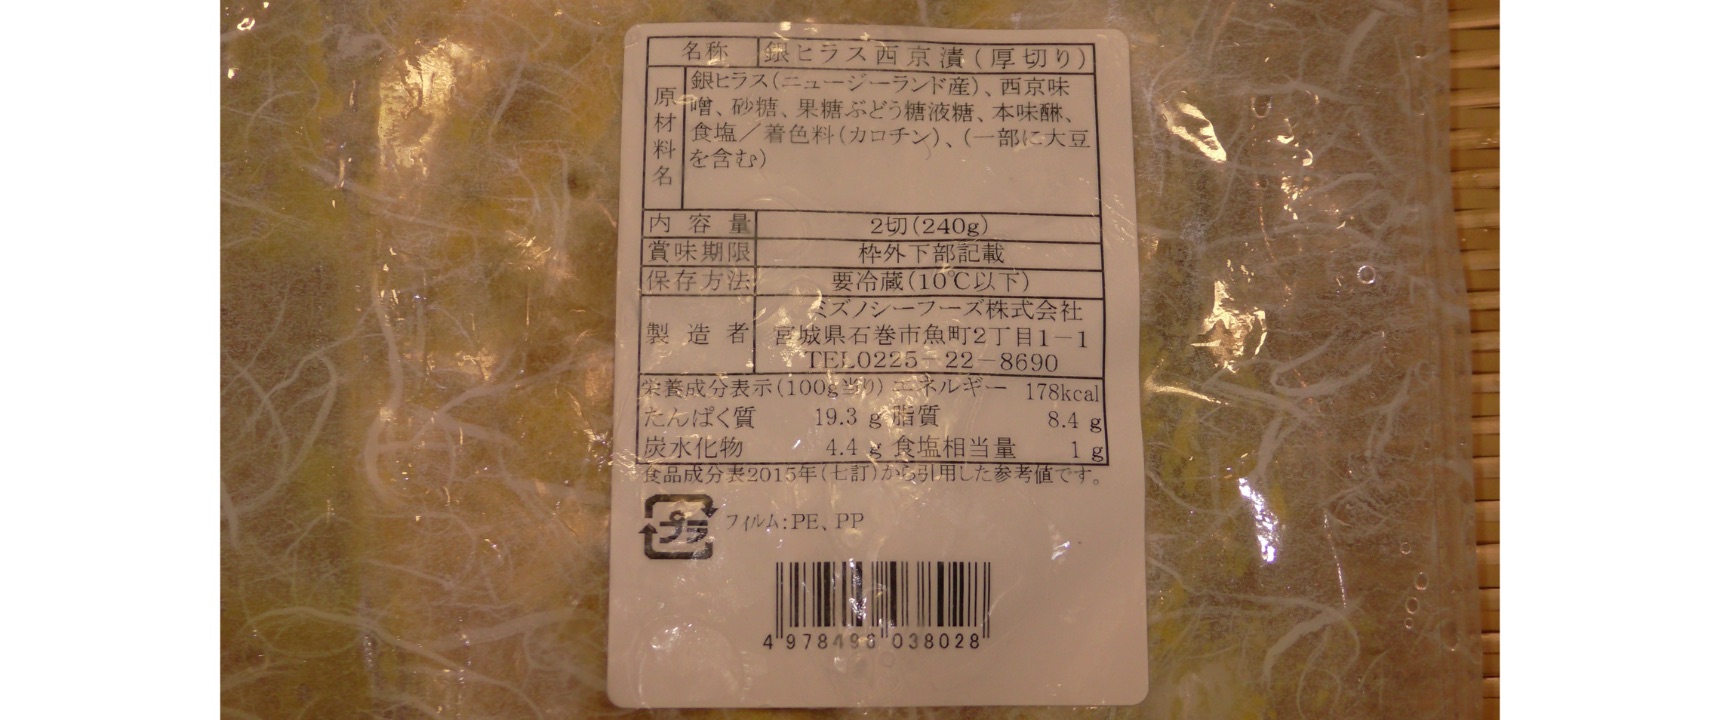 名称 銀ヒラス西京漬(厚切り)
原材料名 銀ヒラス(ニュージーランド産)、西京味
噌、砂糖、果糖ぶどう糖液糖、本味醂、
食塩/着色料(カロチン)、(一部に大豆
を含む)
内容量 2切(240g)
賞味期限 枠外下部記載
保存方法 要冷蔵(10℃以下)
製造者 ミズノシーフーズ株式会社
宮城県石巻市魚町2丁目1-1
TEL0225-22-8690
栄養成分表示(100g当り) エネルギー 178kcal
たんぱく質 19.3 g 脂質 8.4 g
炭水化物 4.4 g 食塩相当量 1 g
食品成分表2015年(七訂)から引用した参考値です。
プラ フィルム:PE、PP
4 978496 038028